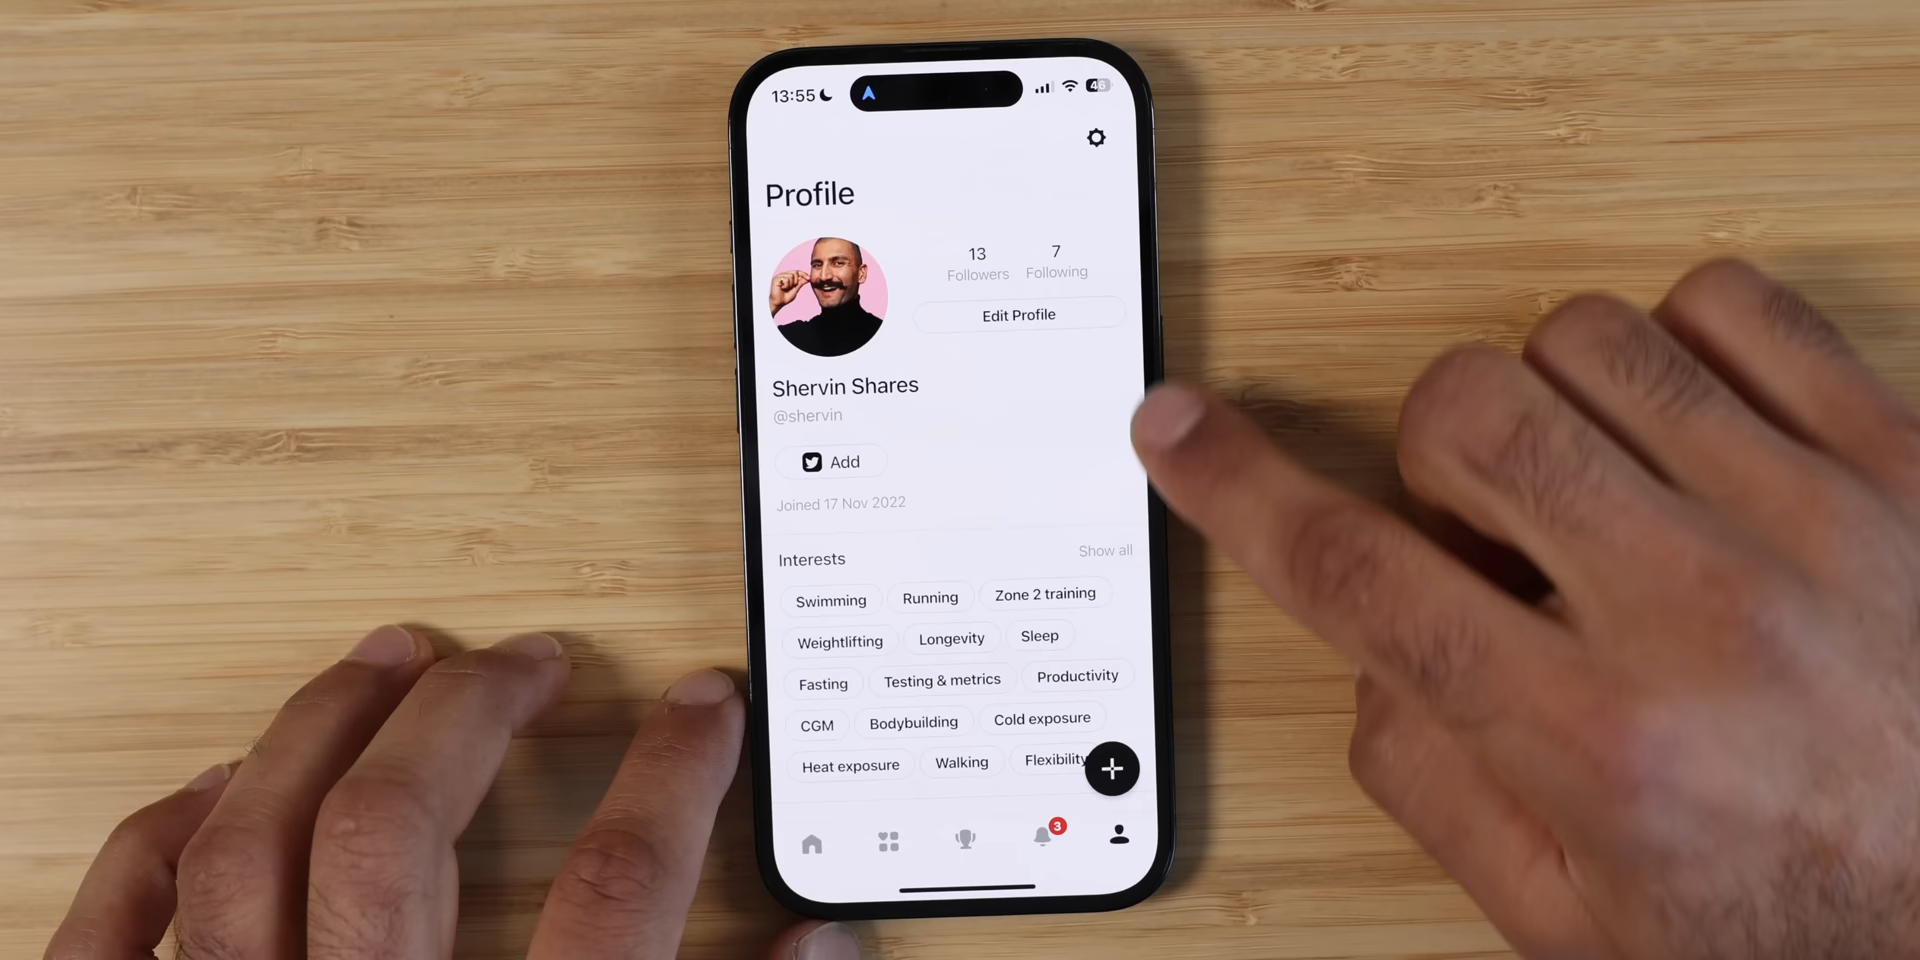 13:55
46
Profile
13 7
Followers Following
Edit Profile
Shervin Shares
@shervin
Add
Joined 17 Nov 2022
Interests Show all
Swimming Running Zone 2 training
Weightlifting Longevity Sleep
Fasting Testing & metrics Productivity
CGM Bodybuilding Cold exposure
Heat exposure Walking Flexibility
3